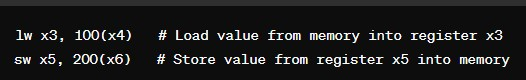 lw x3, 100(x4)   # Load value from memory into register x3
sw x5, 200(x6)   # Store value from register x5 into memory